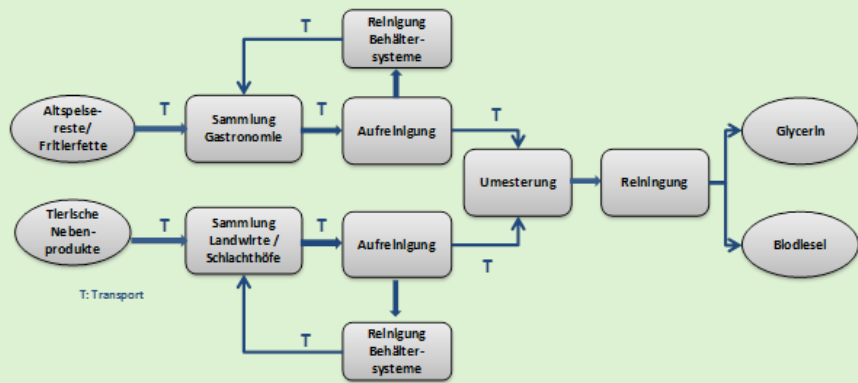 T
Reinigung
Behälter-
systeme
Altspeise-
reste/
Fritierfette
T
Sammlung
Gastronomie
T
Aufreinigung
T
Umesterung
Reiningung
Glycerin
Tierische
Neben-
produkte
T
Sammlung
Landwirte /
Schlachthöfe
T
Aufreinigung
T
Biodiesel
T: Transport
T
Reinigung
Behälter-
systeme